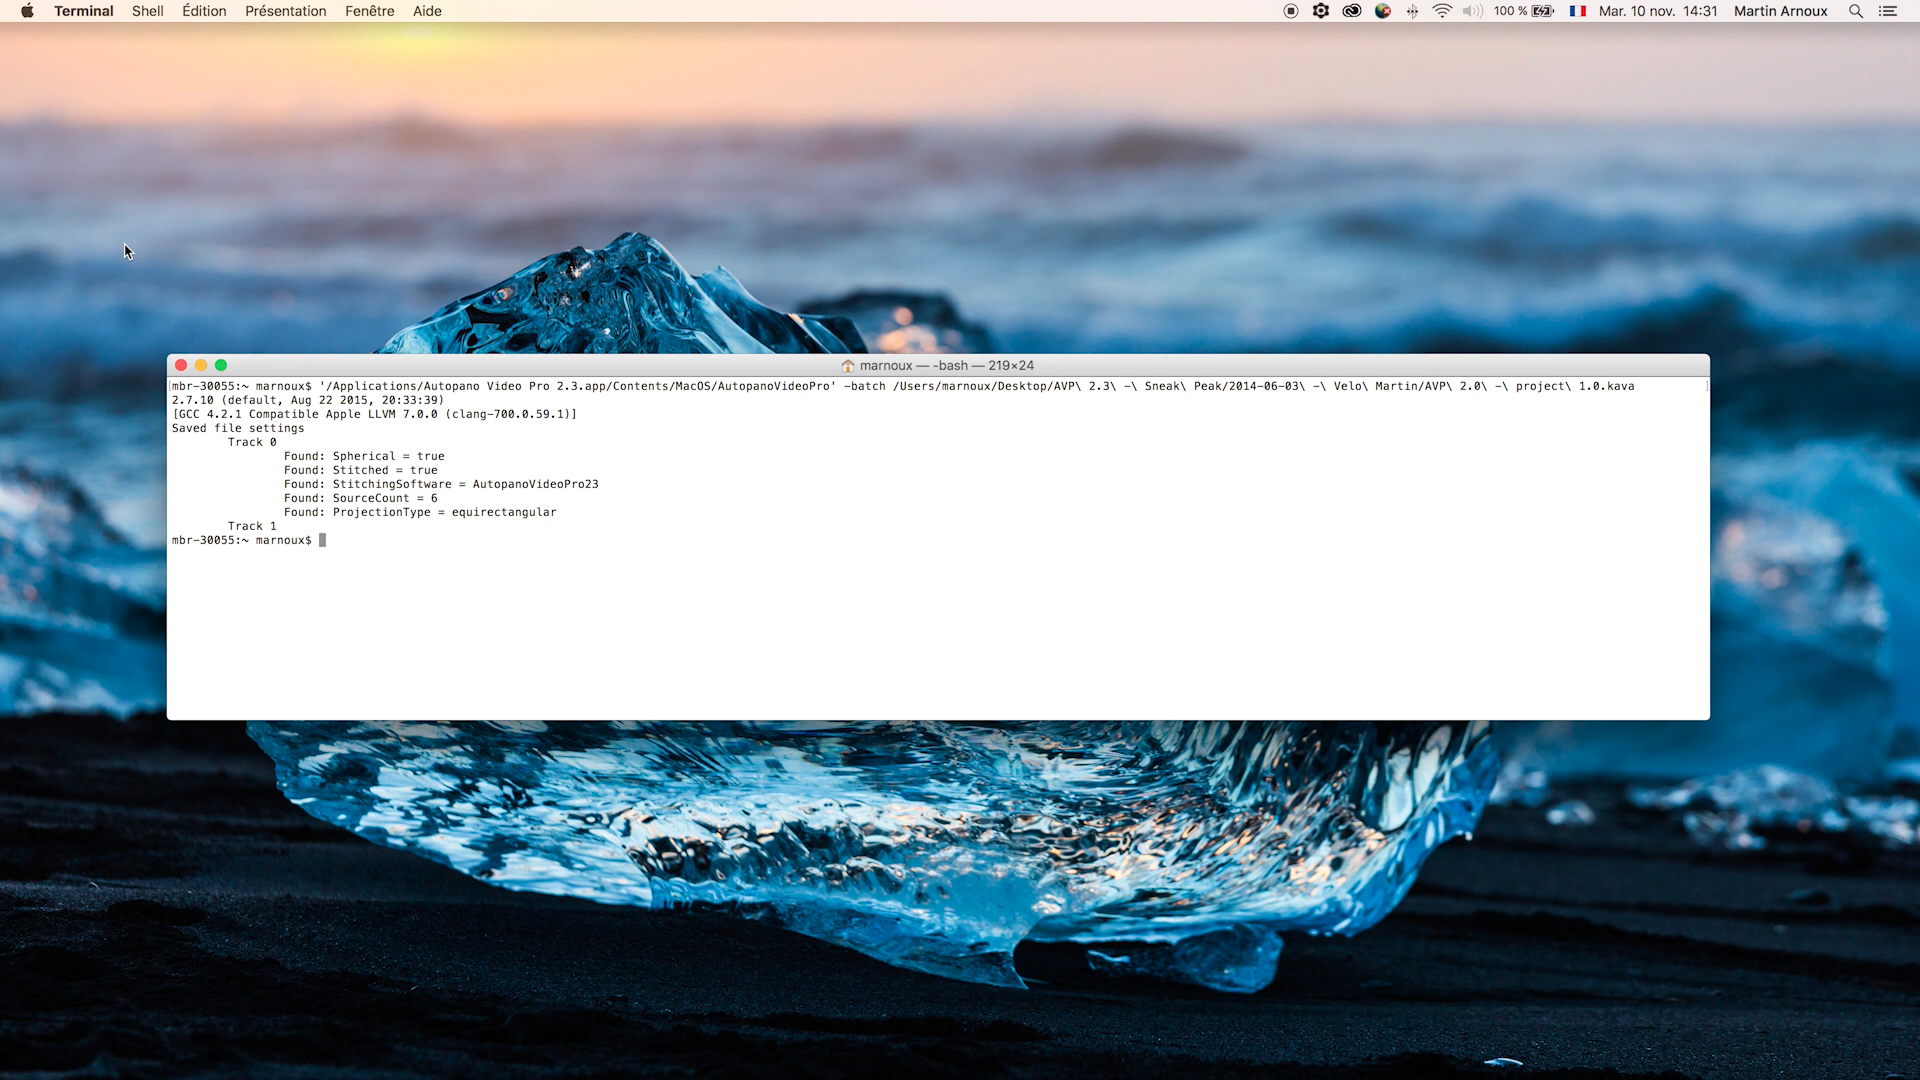 Terminal Shell Édition Présentation Fenêtre Aide 100 % Mar. 10 nov. 14:31 Martin Arnoux
marnoux — -bash — 219×24
mbr-30055:~ marnoux$ '/Applications/Autopano Video Pro 2.3.app/Contents/MacOS/AutopanoVideoPro' -batch /Users/marnoux/Desktop/AVP\ 2.3\ -\ Sneak\ Peak/2014-06-03\ -\ Velo\ Martin/AVP\ 2.0\ -\ project\ 1.0.kava
2.7.10 (default, Aug 22 2015, 20:33:39)
[GCC 4.2.1 Compatible Apple LLVM 7.0.0 (clang-700.0.59.1)]
Saved file settings
Track 0
Found: Spherical = true
Found: Stitched = true
Found: StitchingSoftware = AutopanoVideoPro23
Found: SourceCount = 6
Found: ProjectionType = equirectangular
Track 1
mbr-30055:~ marnoux$